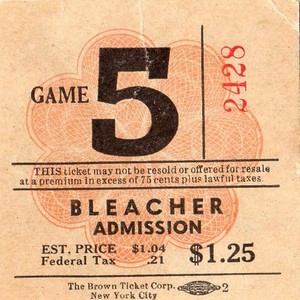 GAME 5
2428
THIS ticket may not be resold or offered for resale
at a premium in excess of 75 cents plus lawful taxes.
BLEACHER
ADMISSION
EST. PRICE $1.04
Federal Tax .21
$1.25
The Brown Ticket Corp. 2
New York City